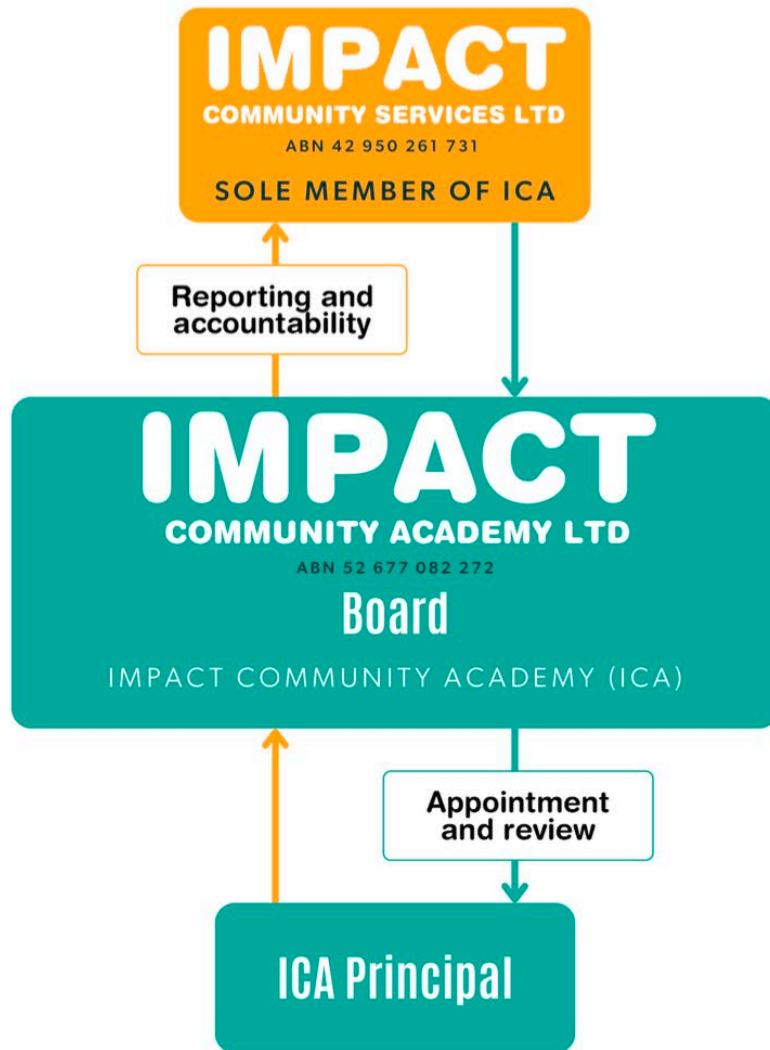 IMPACT
COMMUNITY SERVICES LTD
ABN 42 950 261 731
SOLE MEMBER OF ICA
Reporting and
accountability
IMPACT
COMMUNITY ACADEMY LTD
ABN 52 677 082 272
Board
IMPACT COMMUNITY ACADEMY (ICA)
Appointment
and review
ICA Principal